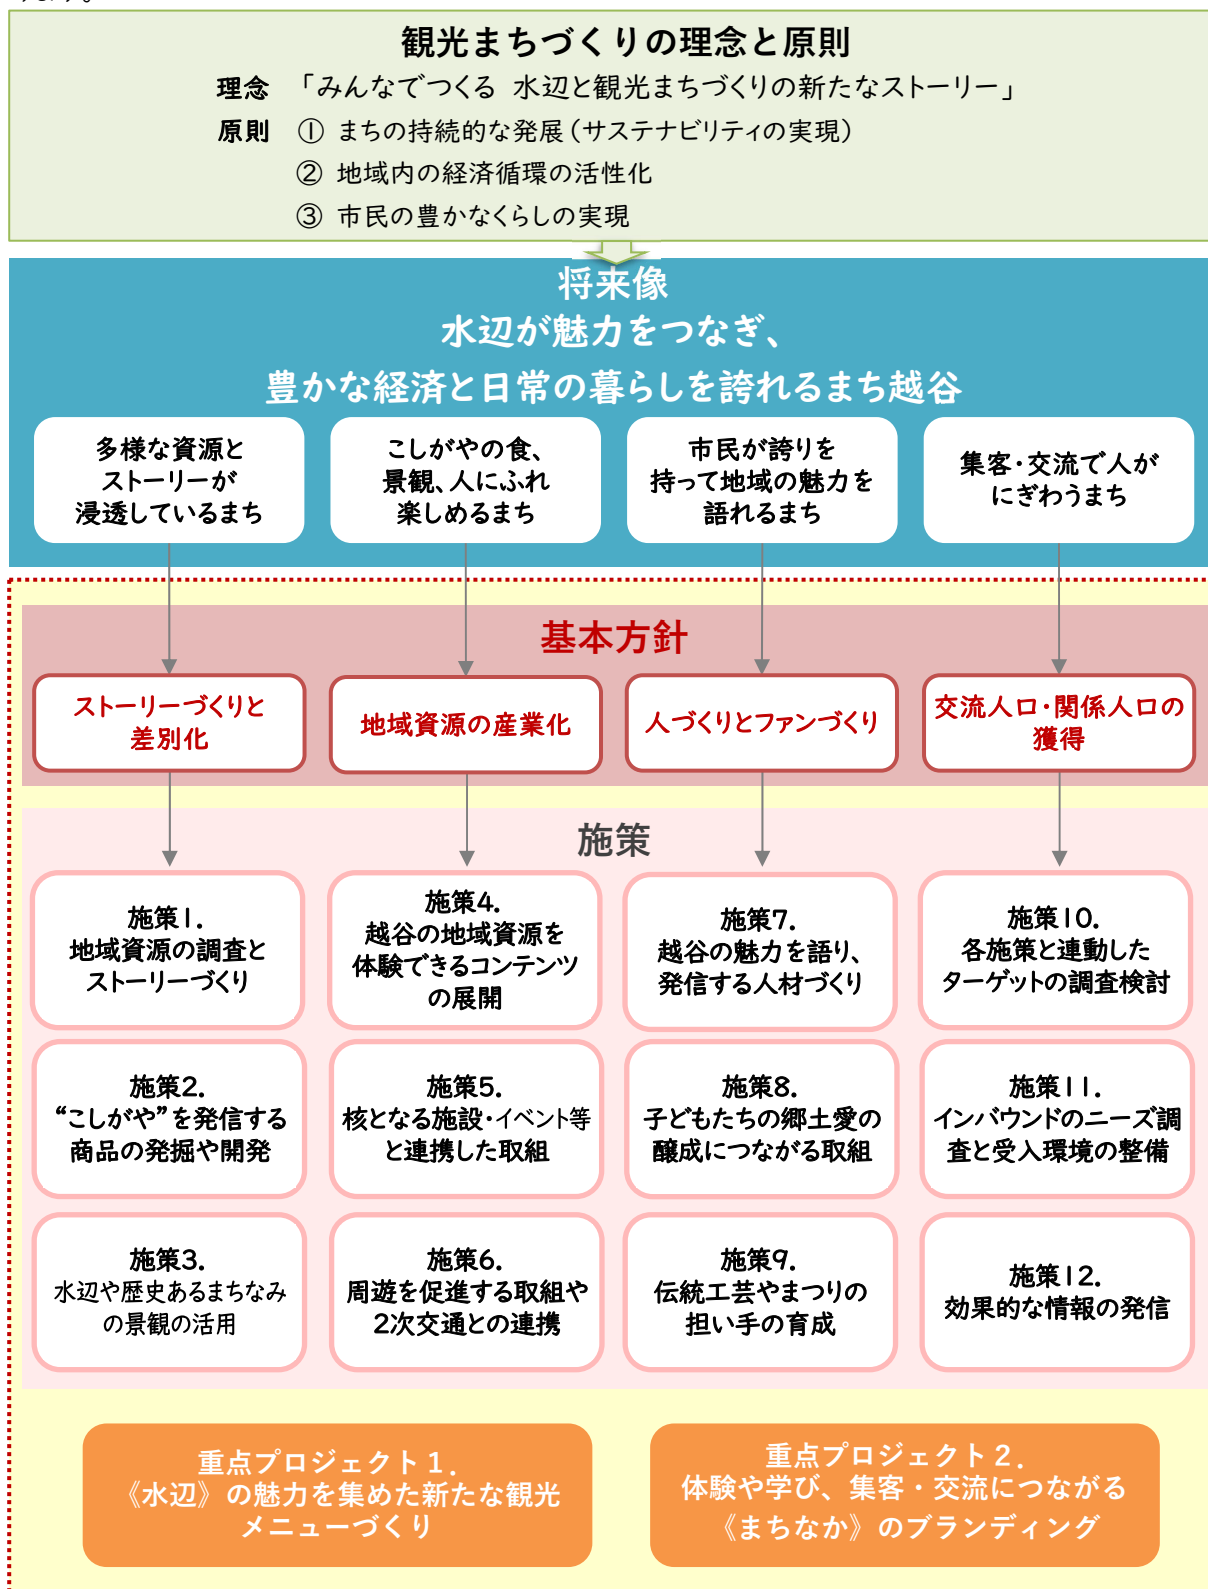 観光まちづくりの理念と原則
理念 「みんなでつくる 水辺と観光まちづくりの新たなストーリー」
原則 ① まちの持続的な発展（サステナビリティの実現）
② 地域内の経済循環の活性化
③ 市民の豊かなくらしの実現
将来像
水辺が魅力をつなぎ、
豊かな経済と日常の暮らしを誇れるまち越谷
多様な資源と
ストーリーが
浸透しているまち
こしがやの食、
景観、人にふれ
楽しめるまち
市民が誇りを
持って地域の魅力を
語れるまち
集客・交流で人が
にぎわうまち
基本方針
ストーリーづくりと
差別化
地域資源の産業化
人づくりとファンづくり
交流人口・関係人口の
獲得
施策
施策1.
地域資源の調査と
ストーリーづくり
施策4.
越谷の地域資源を
体験できるコンテンツ
の展開
施策7.
越谷の魅力を語り、
発信する人材づくり
施策10.
各施策と連動した
ターゲットの調査検討
施策2.
“こしがや”を発信する
商品の発掘や開発
施策5.
核となる施設・イベント等
と連携した取組
施策8.
子どもたちの郷土愛の
醸成につながる取組
施策11.
インバウンドのニーズ調
査と受入環境の整備
施策3.
水辺や歴史あるまちなみ
の景観の活用
施策6.
周遊を促進する取組や
2次交通との連携
施策9.
伝統工芸やまつりの
担い手の育成
施策12.
効果的な情報の発信
重点プロジェクト１.
《水辺》の魅力を集めた新たな観光
メニューづくり
重点プロジェクト２.
体験や学び、集客・交流につながる
《まちなか》のブランディング